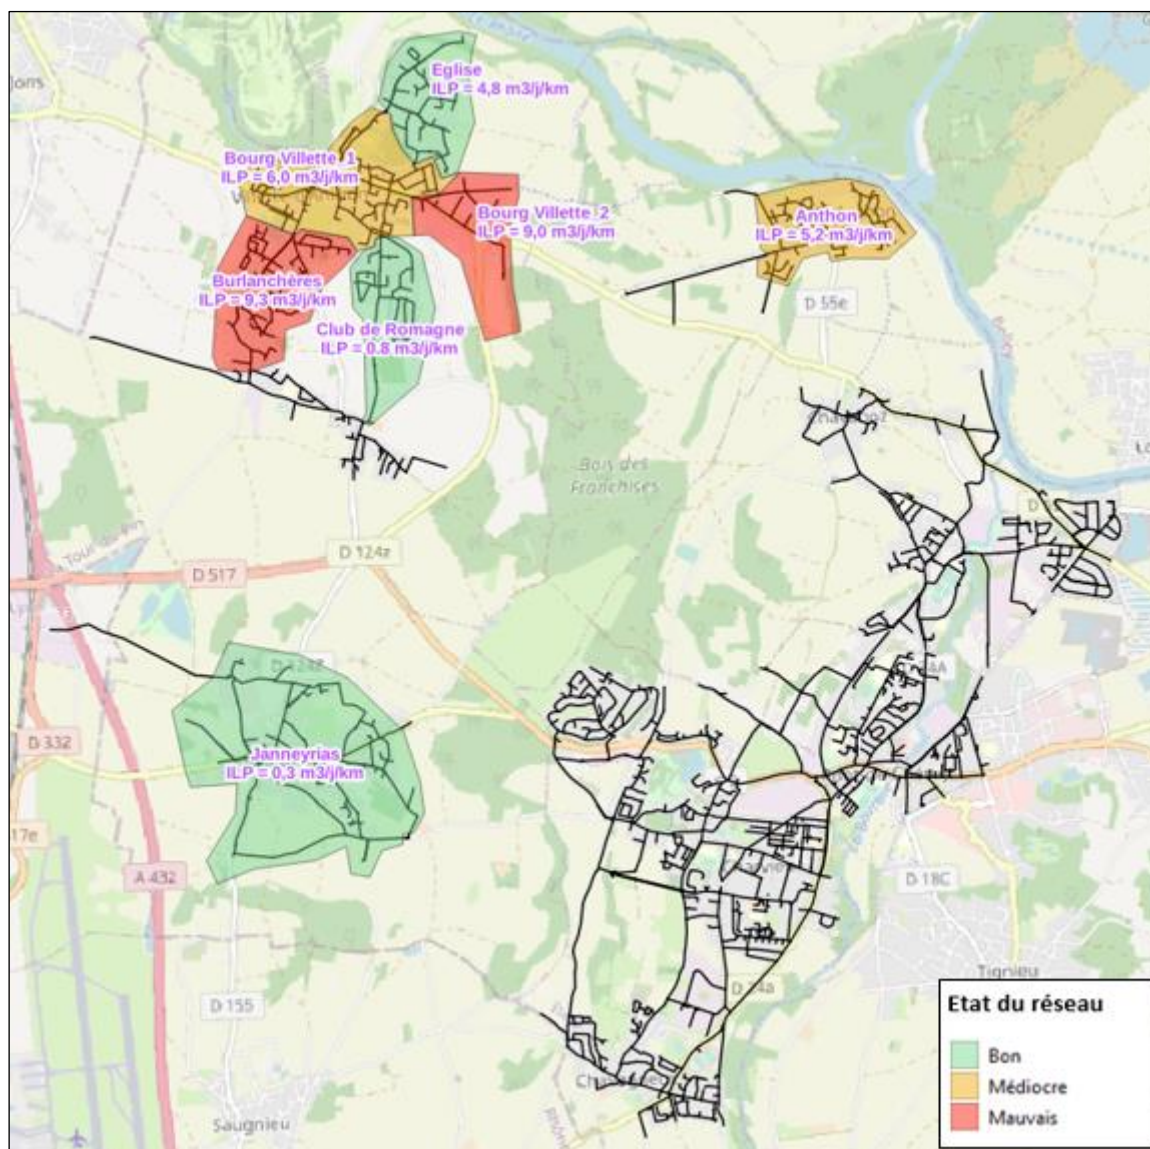 Jons
Eglise
ILP = 4,8 m3/j/km
Bourg Villette 1
ILP = 6,0 m3/j/km
Bourg Villette 2
ILP = 9,0 m3/j/km
Anthon
ILP = 5,2 m3/j/km
Burlanchères
ILP = 9,3 m3/j/km
D 55e
Club de Romagne
ILP = 0.8 m3/j/km
Bois des
Franchises
D 124z
D 517
D 332
Janneyrias
ILP = 0,3 m3/j/km
17e
A 432
D 18C
D 155
Tignieu
Saugnieu
Etat du réseau
Bon
Médiocre
Mauvais